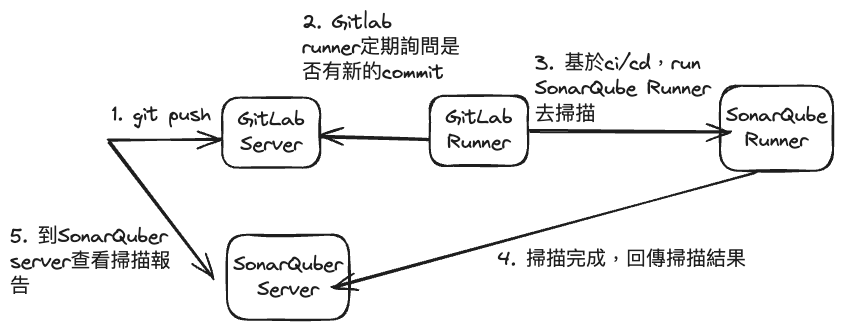 1. git push
GitLab
Server
2. Gitlab
runner定期詢問是
否有新的commit
GitLab
Runner
3. 基於ci/cd，run
SonarQube Runner
去掃描
SonarQube
Runner
4. 掃描完成，回傳掃描結果
SonarQuber
Server
5. 到SonarQuber
server查看掃描報
告